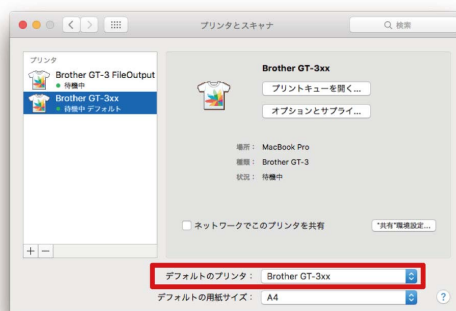 プリンタとスキャナ
検索
プリンタ
Brother GT-3 FileOutput
待機中
Brother GT-3xx
待機中 デフォルト
Brother GT-3xx
プリントキューを開く...
オプションとサプライ...
場所： MacBook Pro
種類： Brother GT-3
状況： 待機中
ネットワークでこのプリンタを共有
"共有"環境設定...
+ −
デフォルトのプリンタ： Brother GT-3xx
デフォルトの用紙サイズ： A4
?